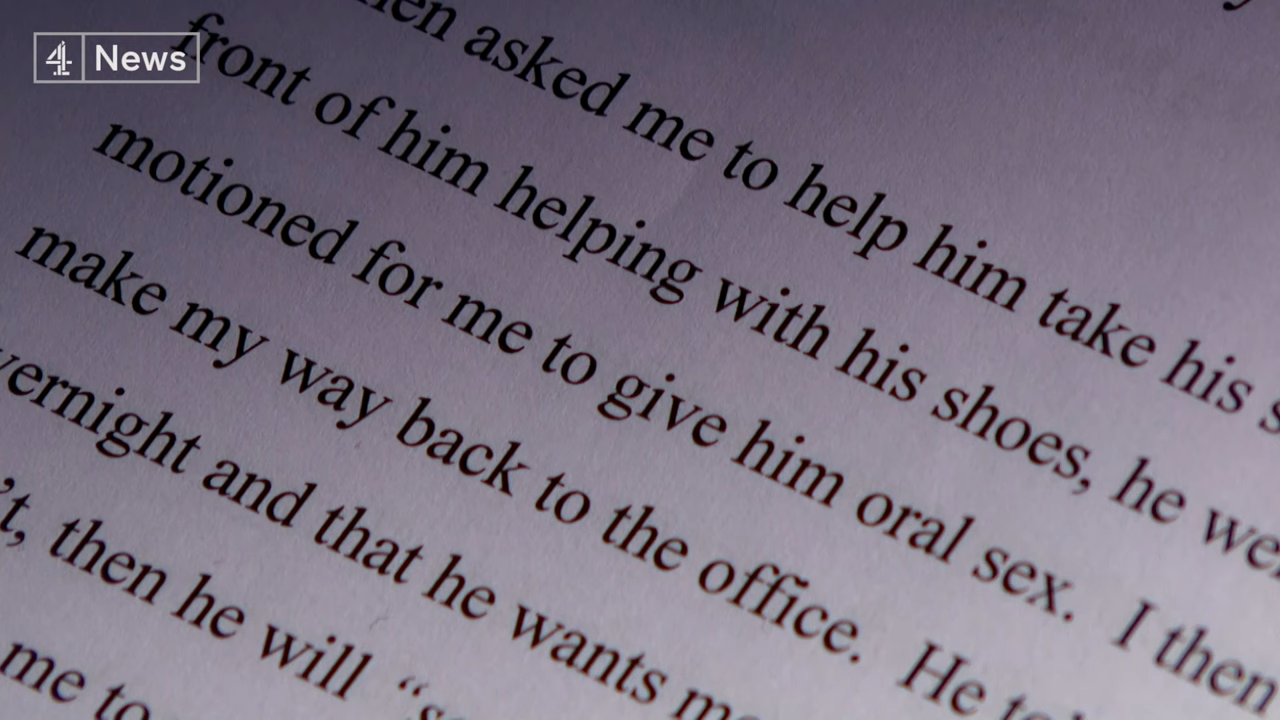 4 News
asked me to help him take his
front of him helping with his shoes, he
motioned for me to give him oral sex. I then
make my way back to the office. He
and that he wants
then he will
me to